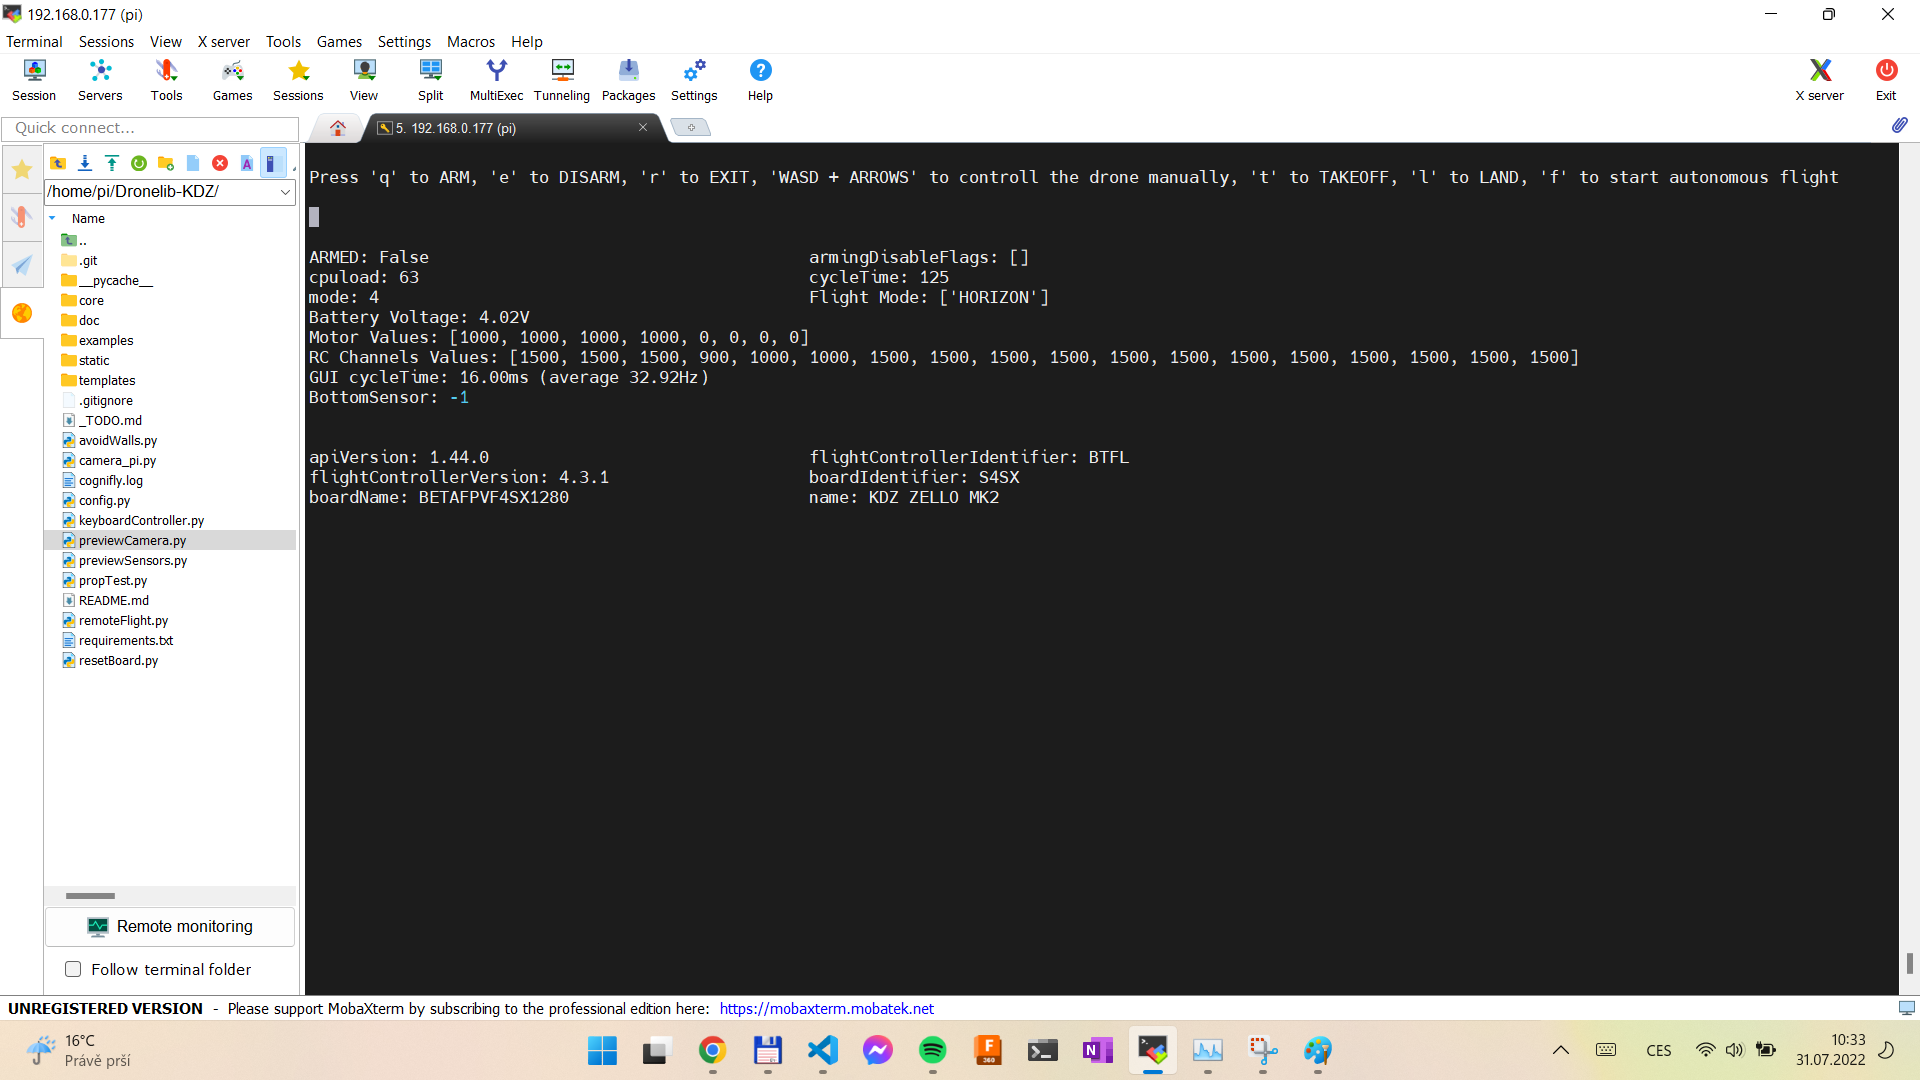 192.168.0.177 (pi)
Terminal Sessions View X server Tools Games Settings Macros Help
Session Servers Tools Games Sessions View Split MultiExec Tunneling Packages Settings Help X server Exit
Quick connect...
5. 192.168.0.177 (pi)
/home/pi/Dronelib-KDZ/
Name
..
.git
__pycache__
core
doc
examples
static
templates
.gitignore
_TODO.md
avoidWalls.py
camera_pi.py
cognifly.log
config.py
keyboardController.py
previewCamera.py
previewSensors.py
propTest.py
README.md
remoteFlight.py
requirements.txt
resetBoard.py
Remote monitoring
Follow terminal folder
Press 'q' to ARM, 'e' to DISARM, 'r' to EXIT, 'WASD + ARROWS' to controll the drone manually, 't' to TAKEOFF, 'l' to LAND, 'f' to start autonomous flight
ARMED: False armingDisableFlags: []
cpuload: 63 cycleTime: 125
mode: 4 Flight Mode: ['HORIZON']
Battery Voltage: 4.02V
Motor Values: [1000, 1000, 1000, 1000, 0, 0, 0, 0]
RC Channels Values: [1500, 1500, 1500, 900, 1000, 1000, 1500, 1500, 1500, 1500, 1500, 1500, 1500, 1500, 1500, 1500, 1500, 1500]
GUI cycleTime: 16.00ms (average 32.92Hz)
BottomSensor: -1
apiVersion: 1.44.0 flightControllerIdentifier: BTFL
flightControllerVersion: 4.3.1 boardIdentifier: S4SX
boardName: BETAFPVF4SX1280 name: KDZ ZELLO MK2
UNREGISTERED VERSION - Please support MobaXterm by subscribing to the professional edition here: https://mobaxterm.mobatek.net
16°C
Právě prší
CES
10:33
31.07.2022